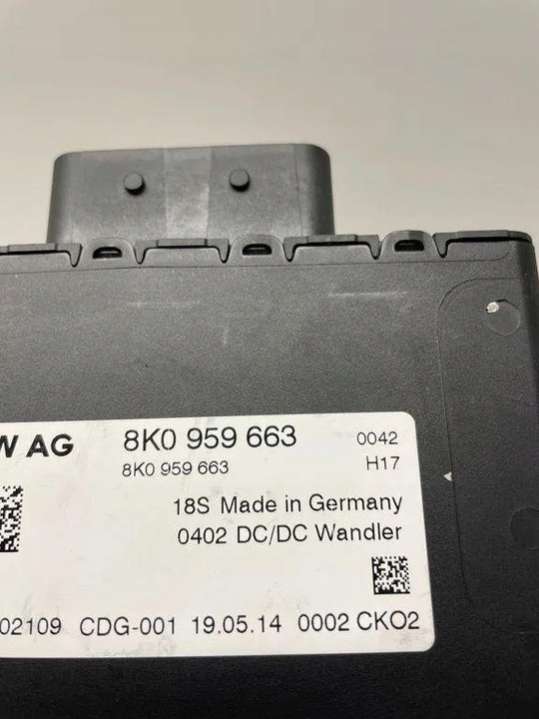 W AG 8K0 959 663 0042
8K0 959 663 H17
18S Made in Germany
0402 DC/DC Wandler
02109 CDG-001 19.05.14 0002 CKO2